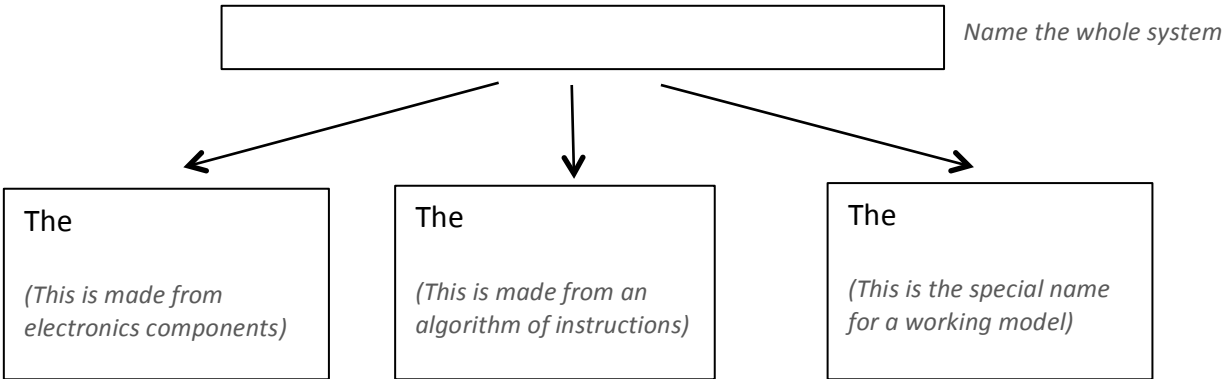 Name the whole system
The
(This is made from
electronics components)
The
(This is made from an
algorithm of instructions)
The
(This is the special name
for a working model)